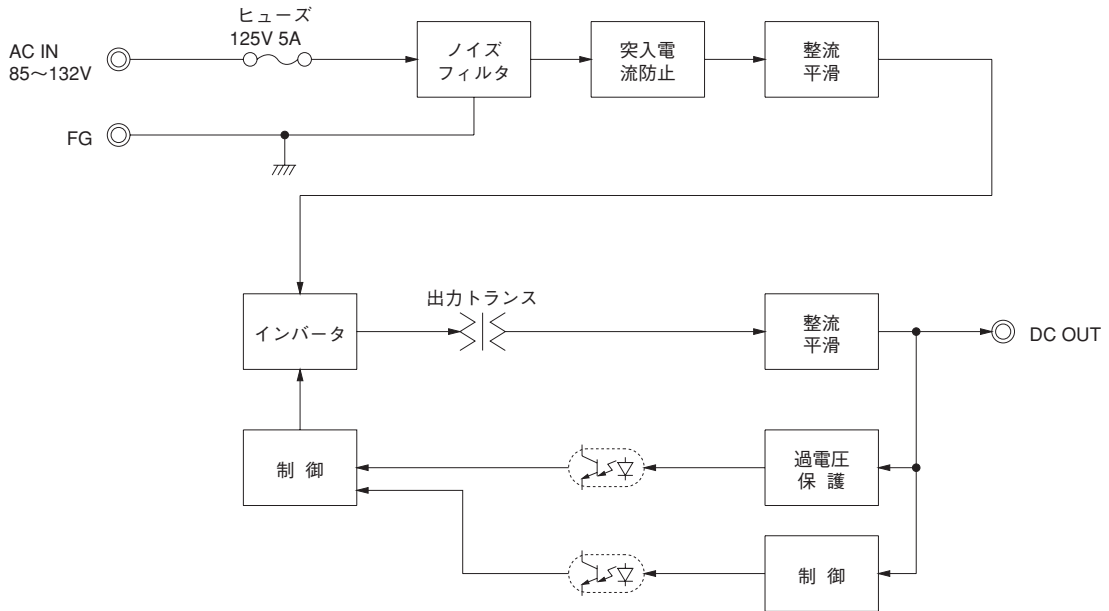 ヒューズ
125V 5A
AC IN
85～132V
ノイズ
フィルタ
突入電
流防止
整流
平滑
FG
インバータ
出力トランス
整流
平滑
DC OUT
制 御
過電圧
保 護
制 御